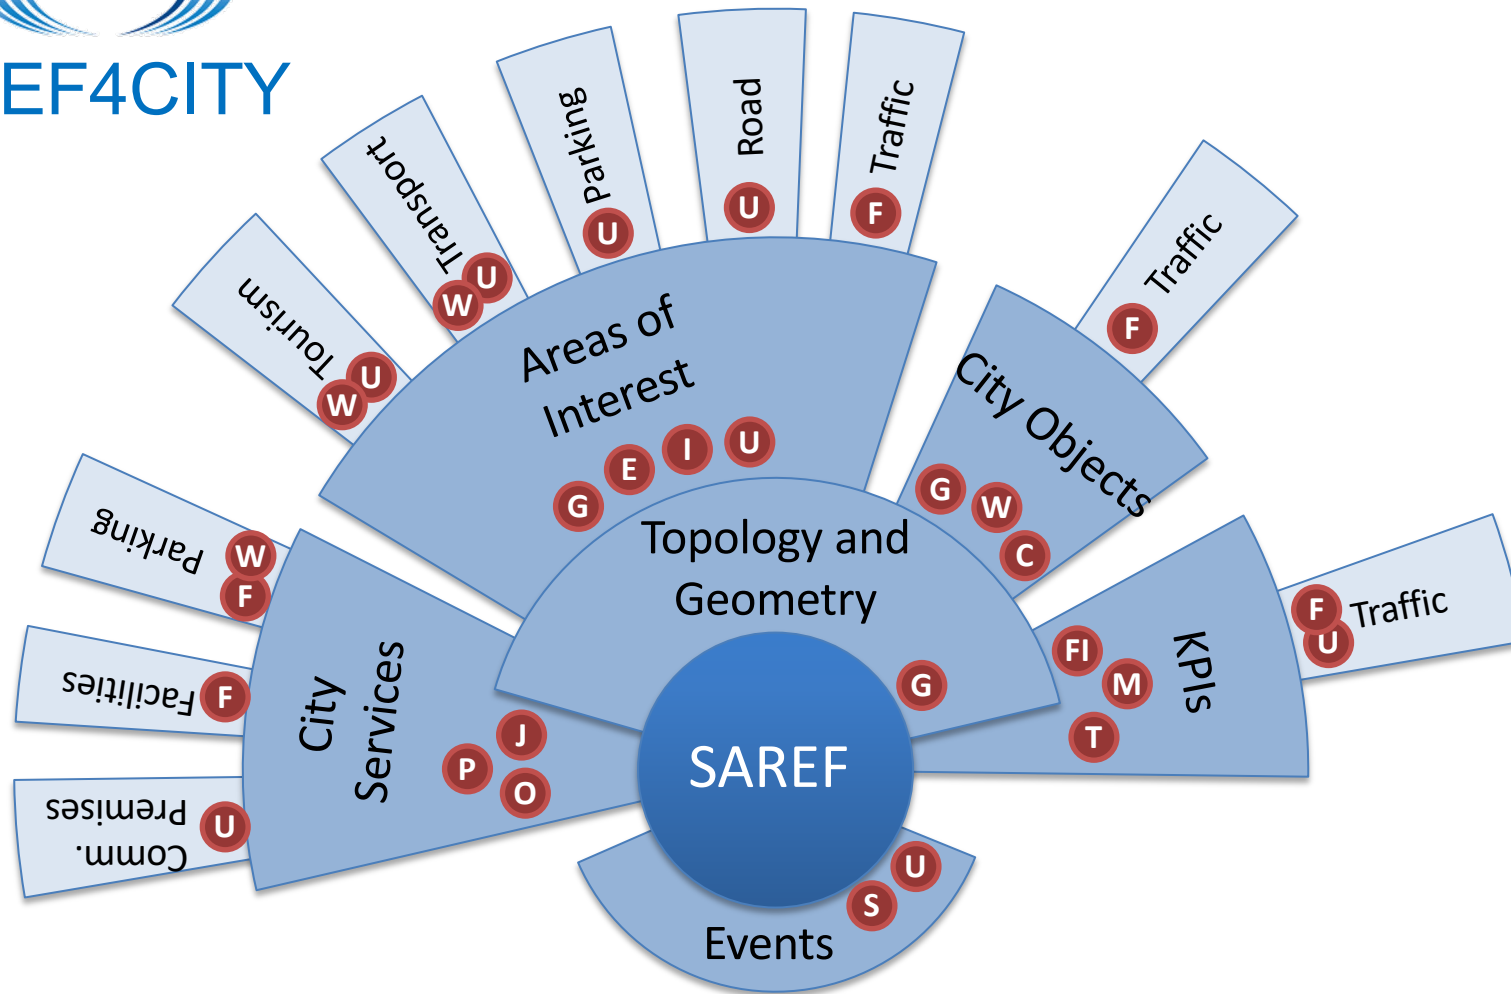 EF4CITY
Parking
U
Road
U
Traffic
F
Transport
U
W
Tourism
U
W
Traffic
F
Areas of
Interest
G
E
I
U
City Objects
G
W
C
Parking
W
F
Facilities
F
Comm.
Premises
U
City
Services
J
P
O
Topology and
Geometry
G
KPIs
FI
M
T
Traffic
F
U
SAREF
Events
U
S